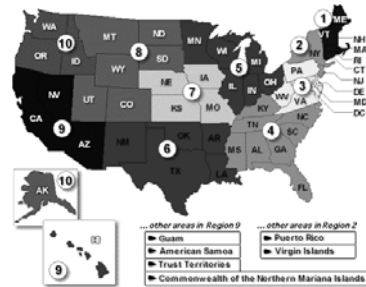 1
ME
WA
MT
ND
MN
VT
NH
10
2
MA
OR
ID
8
SD
WI
NY
RI
WY
MI
CT
5
PA
NJ
NV
NE
IA
IL
IN
OH
3
DE
UT
CO
7
WV
VA
MD
CA
KS
MO
KY
DC
9
4
NC
AZ
NM
OK
AR
TN
SC
6
MS
AL
GA
TX
LA
FL
AK
10
9
HI
... other areas in Region 9
Guam
American Samoa
Trust Territories
Commonwealth of the Northern Mariana Islands
... other areas in Region 2
Puerto Rico
Virgin Islands